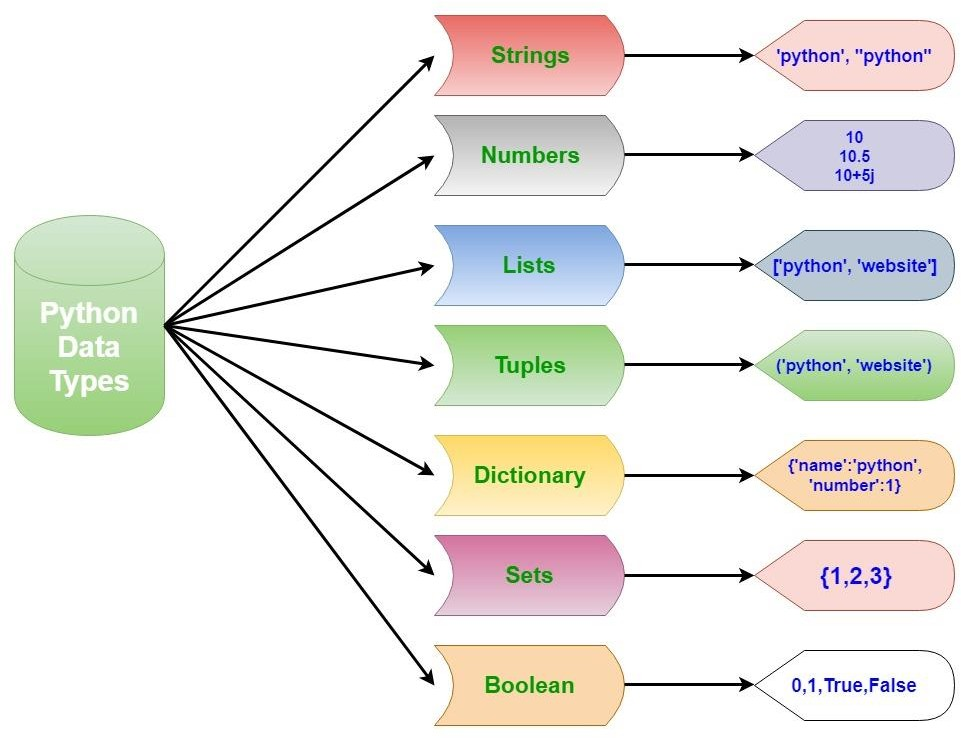 Python
Data
Types
Strings
'python', "python"
Numbers
10
10.5
10+5j
Lists
['python', 'website']
Tuples
('python', 'website')
Dictionary
{'name':'python',
'number':1}
Sets
{1,2,3}
Boolean
0,1,True,False